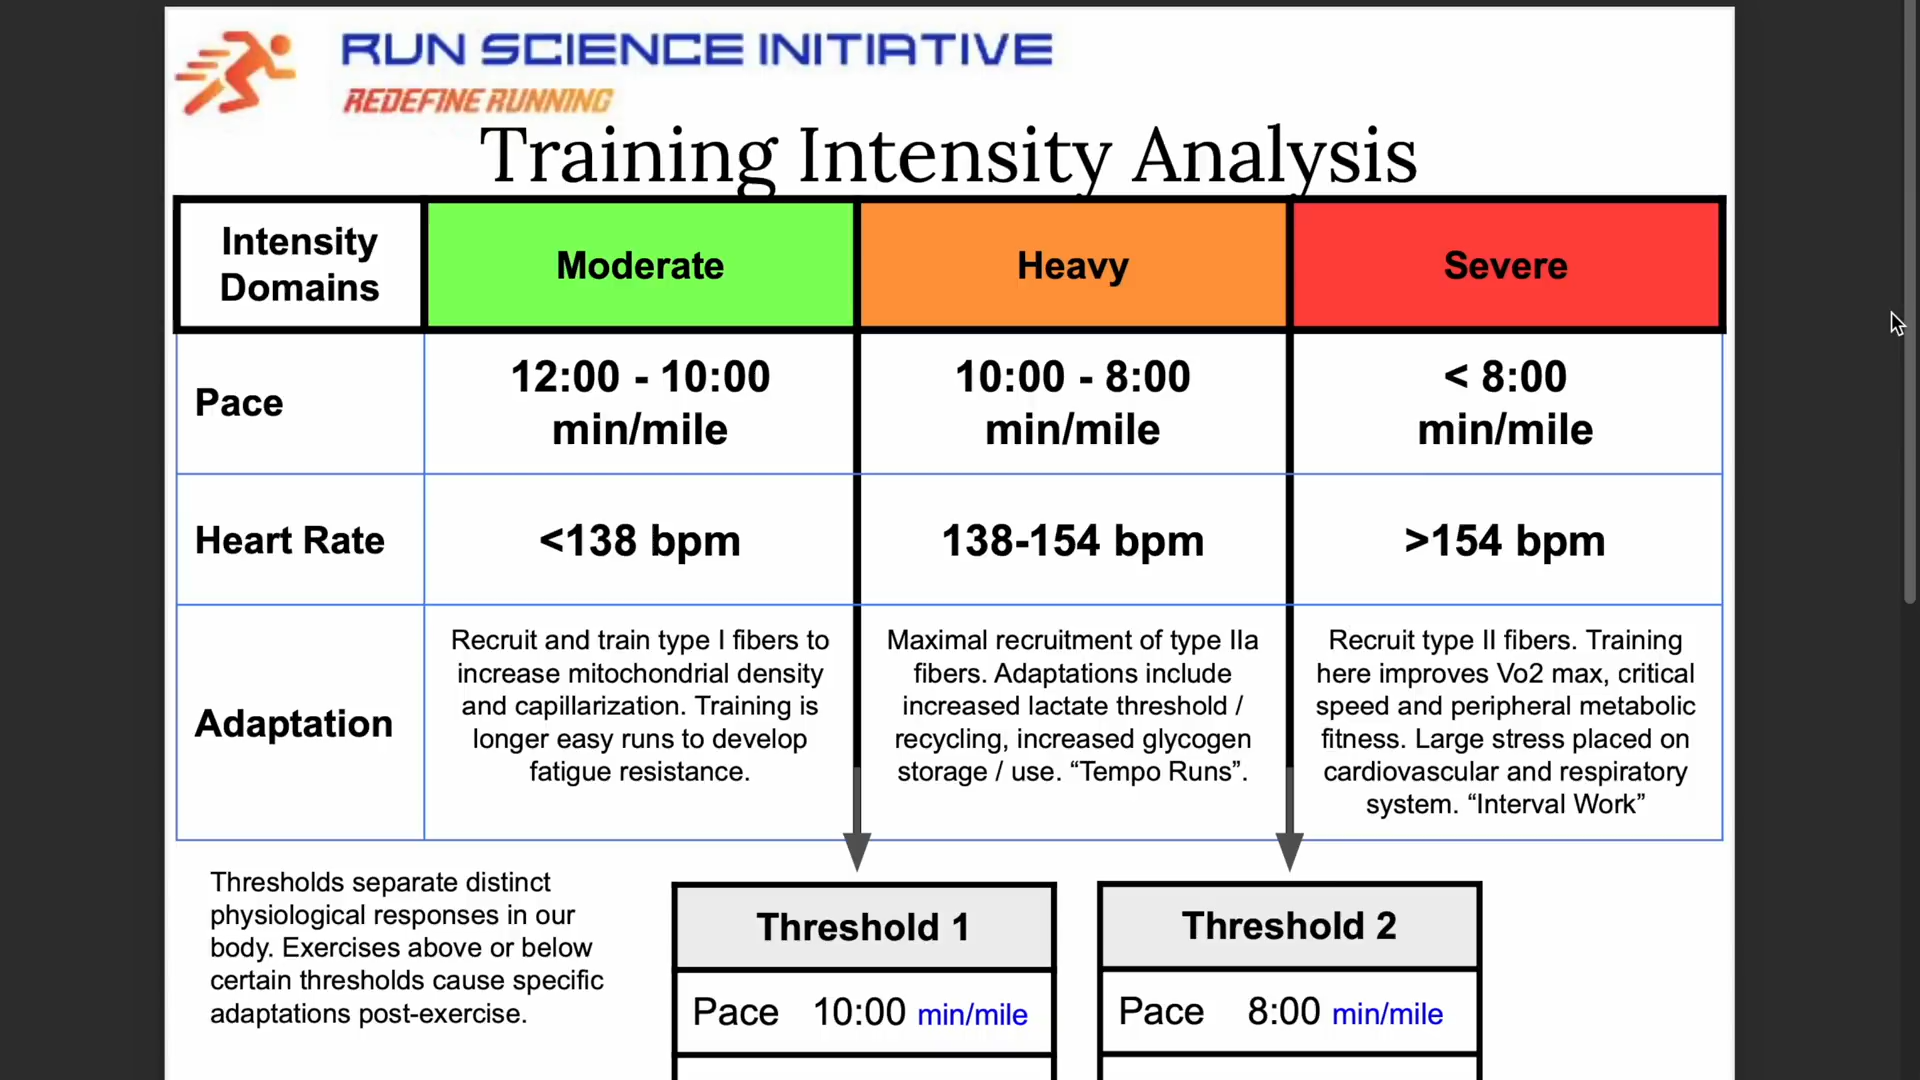 RUN SCIENCE INITIATIVE
REDEFINE RUNNING
Training Intensity Analysis
Intensity
Domains
Moderate
Heavy
Severe
Pace
12:00 - 10:00
min/mile
10:00 - 8:00
min/mile
< 8:00
min/mile
Heart Rate
<138 bpm
138-154 bpm
>154 bpm
Adaptation
Recruit and train type I fibers to
increase mitochondrial density
and capillarization. Training is
longer easy runs to develop
fatigue resistance.
Maximal recruitment of type IIa
fibers. Adaptations include
increased lactate threshold /
recycling, increased glycogen
storage / use. “Tempo Runs”.
Recruit type II fibers. Training
here improves Vo2 max, critical
speed and peripheral metabolic
fitness. Large stress placed on
cardiovascular and respiratory
system. “Interval Work”
Thresholds separate distinct
physiological responses in our
body. Exercises above or below
certain thresholds cause specific
adaptations post-exercise.
Threshold 1
Pace 10:00 min/mile
Threshold 2
Pace 8:00 min/mile